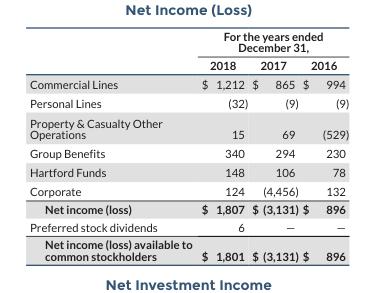 Net Income (Loss)
For the years ended
December 31,
2018 2017 2016
Commercial Lines $ 1,212 $ 865 $ 994
Personal Lines (32) (9) (9)
Property & Casualty Other
Operations 15 69 (529)
Group Benefits 340 294 230
Hartford Funds 148 106 78
Corporate 124 (4,456) 132
Net income (loss) $ 1,807 $ (3,131) $ 896
Preferred stock dividends 6 — —
Net income (loss) available to
common stockholders $ 1,801 $ (3,131) $ 896
Net Investment Income